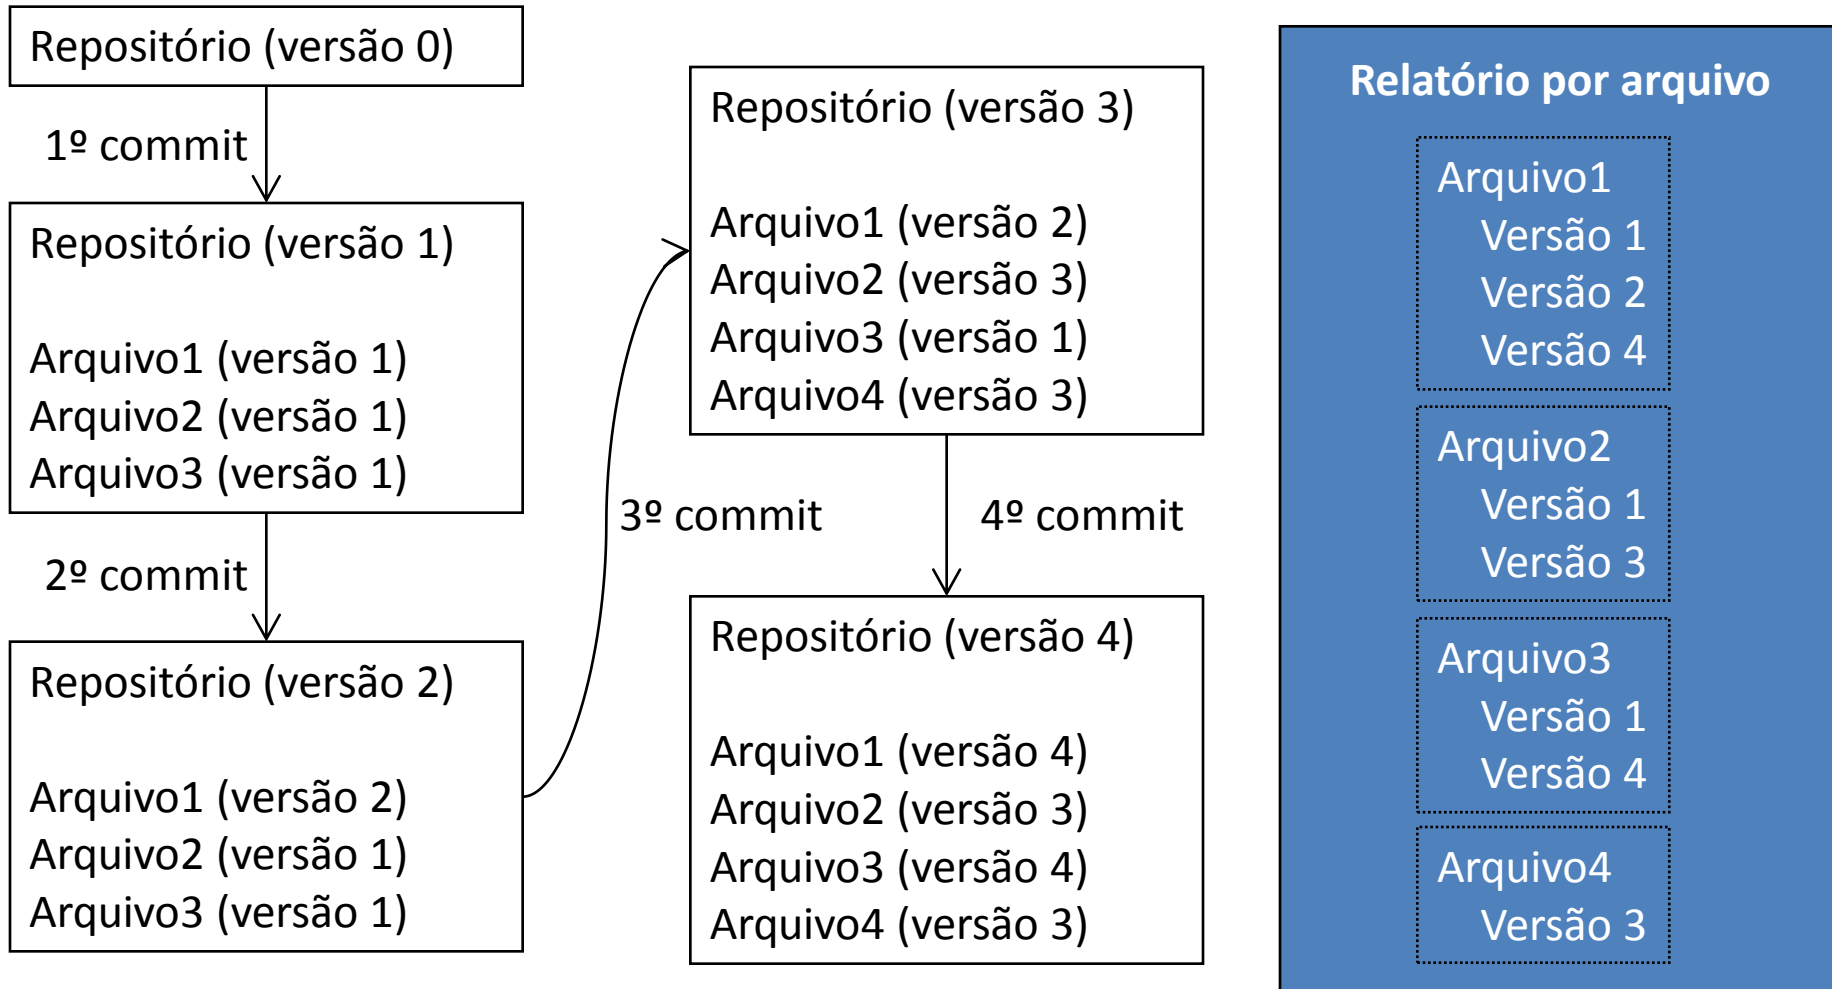 Repositório (versão 0)
1º commit
Repositório (versão 1)
Arquivo1 (versão 1)
Arquivo2 (versão 1)
Arquivo3 (versão 1)
2º commit
Repositório (versão 2)
Arquivo1 (versão 2)
Arquivo2 (versão 1)
Arquivo3 (versão 1)
3º commit
Repositório (versão 3)
Arquivo1 (versão 2)
Arquivo2 (versão 3)
Arquivo3 (versão 1)
Arquivo4 (versão 3)
4º commit
Repositório (versão 4)
Arquivo1 (versão 4)
Arquivo2 (versão 3)
Arquivo3 (versão 4)
Arquivo4 (versão 3)
Relatório por arquivo
Arquivo1
Versão 1
Versão 2
Versão 4
Arquivo2
Versão 1
Versão 3
Arquivo3
Versão 1
Versão 4
Arquivo4
Versão 3